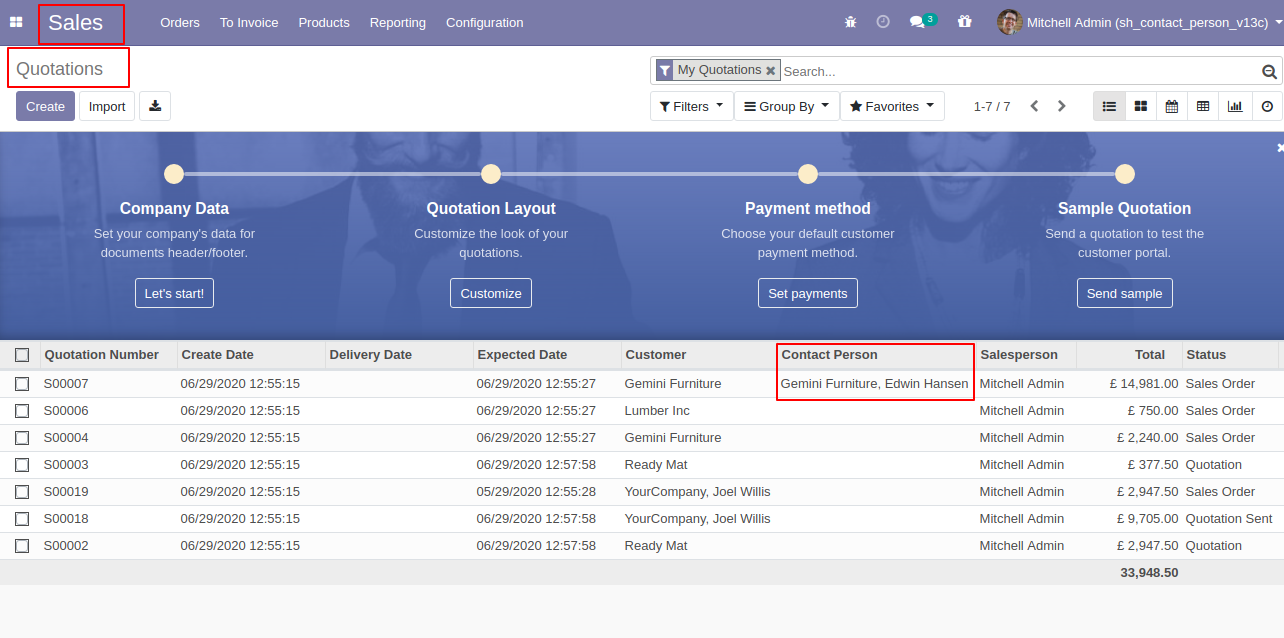 Sales Orders To Invoice Products Reporting Configuration 3 Mitchell Admin (sh_contact_person_v13c)
Quotations
My Quotations Search...
Create Import Filters Group By Favorites 1-7 / 7
Company Data Quotation Layout Payment method Sample Quotation
Set your company's data for Customize the look of your Choose your default customer Send a quotation to test the
documents header/footer. quotations. payment method. customer portal.
Let's start! Customize Set payments Send sample
Quotation Number Create Date Delivery Date Expected Date Customer Contact Person Salesperson Total Status
S00007 06/29/2020 12:55:15 06/29/2020 12:55:27 Gemini Furniture Gemini Furniture, Edwin Hansen Mitchell Admin £ 14,981.00 Sales Order
S00006 06/29/2020 12:55:15 06/29/2020 12:55:27 Lumber Inc Mitchell Admin £ 750.00 Sales Order
S00004 06/29/2020 12:55:15 06/29/2020 12:55:27 Gemini Furniture Mitchell Admin £ 2,240.00 Sales Order
S00003 06/29/2020 12:55:15 06/29/2020 12:57:58 Ready Mat Mitchell Admin £ 377.50 Quotation
S00019 06/29/2020 12:55:15 05/29/2020 12:55:28 YourCompany, Joel Willis Mitchell Admin £ 2,947.50 Sales Order
S00018 06/29/2020 12:55:15 06/29/2020 12:57:58 YourCompany, Joel Willis Mitchell Admin £ 9,705.00 Quotation Sent
S00002 06/29/2020 12:55:15 06/29/2020 12:57:58 Ready Mat Mitchell Admin £ 2,947.50 Quotation
33,948.50